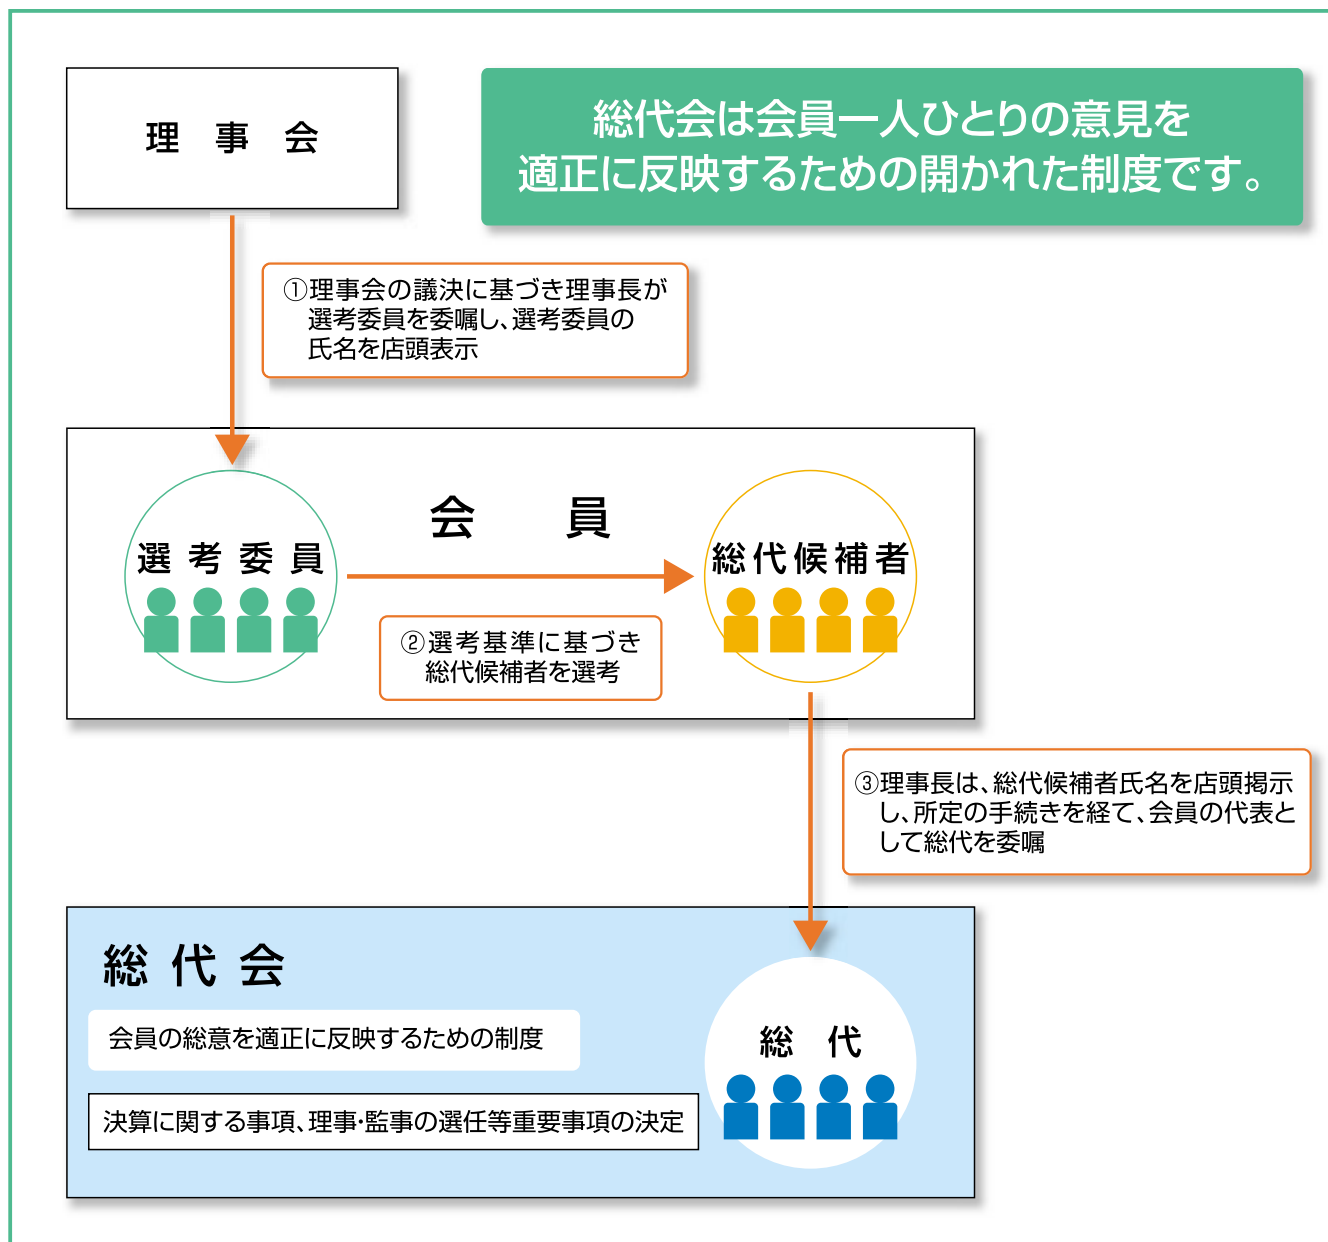 理事会
総代会は会員一人ひとりの意見を
適正に反映するための開かれた制度です。
①理事会の議決に基づき理事長が
選考委員を委嘱し、選考委員の
氏名を店頭表示
会員
選考委員
総代候補者
②選考基準に基づき
総代候補者を選考
③理事長は、総代候補者氏名を店頭掲示
し、所定の手続きを経て、会員の代表と
して総代を委嘱
総代会
会員の総意を適正に反映するための制度
決算に関する事項、理事・監事の選任等重要事項の決定
総代